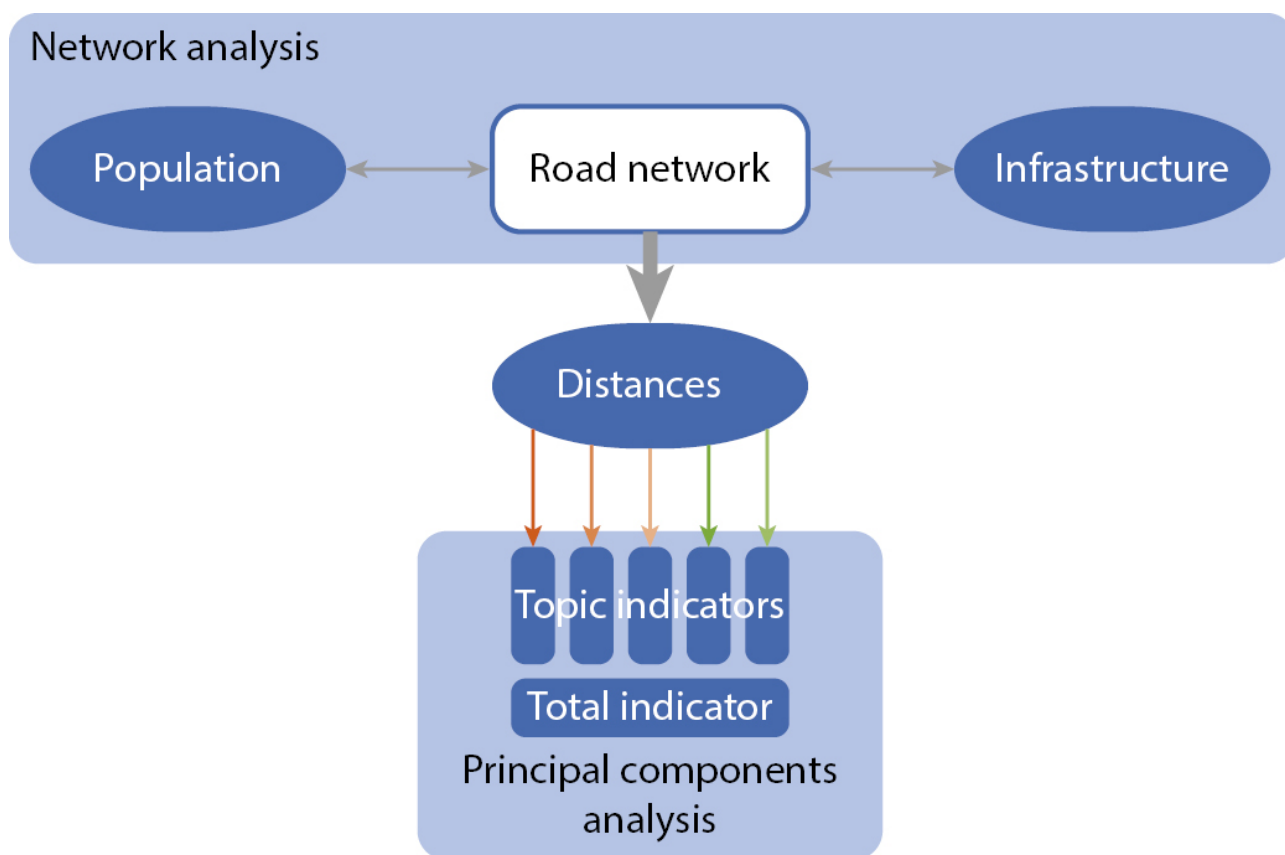 Network analysis
Population
Road network
Infrastructure
Distances
Topic indicators
Total indicator
Principal components
analysis